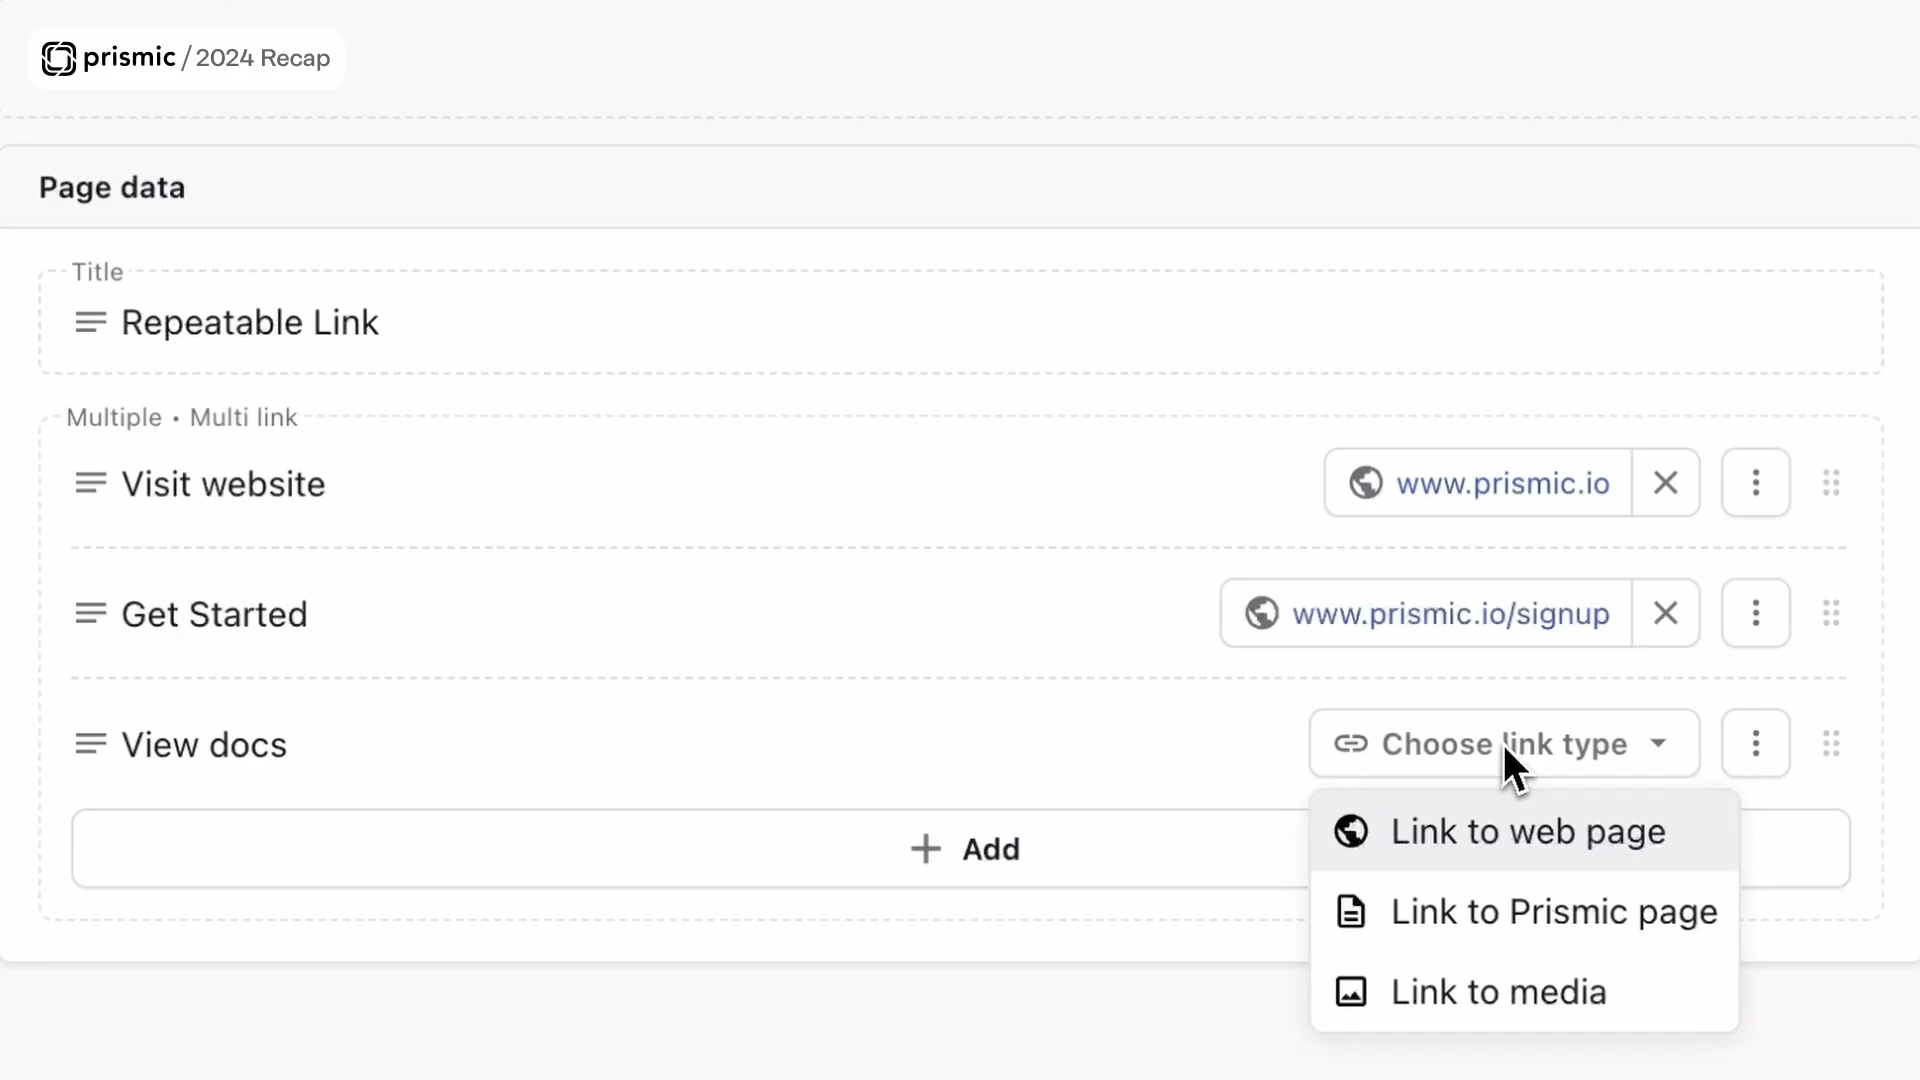 prismic / 2024 Recap
Page data
Title
Repeatable Link
Multiple • Multi link
Visit website
www.prismic.io
Get Started
www.prismic.io/signup
View docs
Choose link type
Add
Link to web page
Link to Prismic page
Link to media